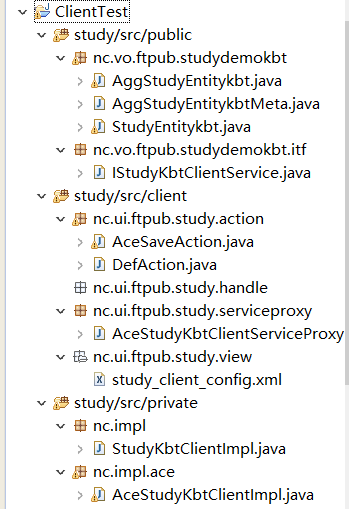 ClientTest
study/src/public
nc.vo.ftpub.studydemokbt
AggStudyEntitykbt.java
AggStudyEntitykbtMeta.java
StudyEntitykbt.java
nc.vo.ftpub.studydemokbt.itf
IStudyKbtClientService.java
study/src/client
nc.ui.ftpub.study.action
AceSaveAction.java
DefAction.java
nc.ui.ftpub.study.handle
nc.ui.ftpub.study.serviceproxy
AceStudyKbtClientServiceProxy
nc.ui.ftpub.study.view
study_client_config.xml
study/src/private
nc.impl
StudyKbtClientImpl.java
nc.impl.ace
AceStudyKbtClientImpl.java